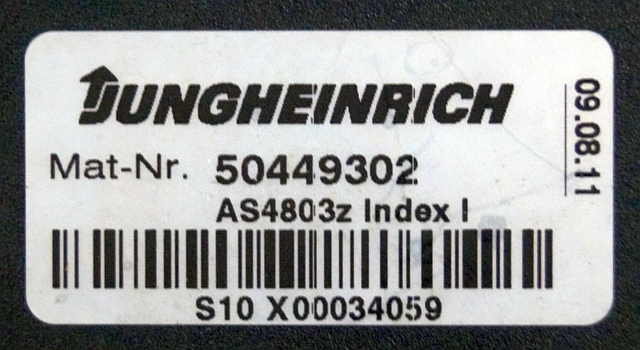 JUNGHEINRICH
Mat-Nr. 50449302
AS4803z Index I
S10 X00034059
09.08.11